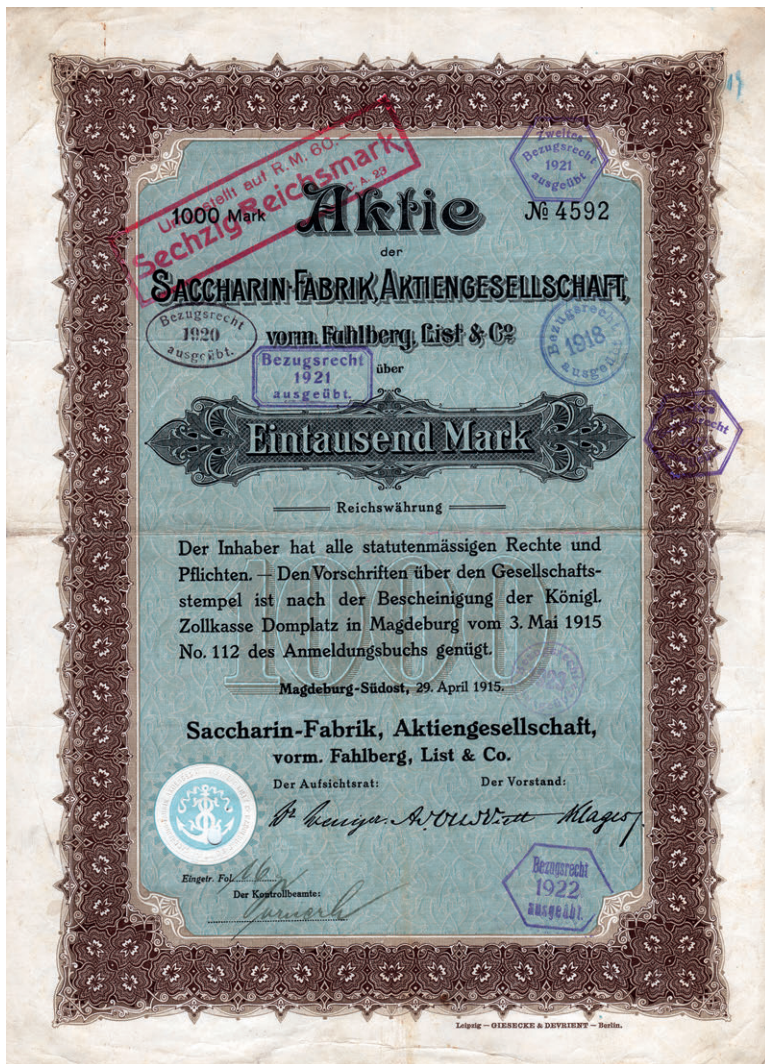 19
Zweites
Bezugsrecht
1921
ausgeübt
Umgestellt auf R.M. 60.-
Sechzig Reichsmark
C.A. 23
1000 Mark
Aktie
№ 4592
der
SACCHARIN-FABRIK, AKTIENGESELLSCHAFT,
Bezugsrecht
1920
ausgeübt.
vorm. Fahlberg, List & Co
Bezugsrecht
1918
ausgeübt
Bezugsrecht
1921
ausgeübt.
über
Eintausend Mark
Reichswährung
1000
Der Inhaber hat alle statutenmässigen Rechte und
Pflichten. — Den Vorschriften über den Gesellschafts-
stempel ist nach der Bescheinigung der Königl.
Zollkasse Domplatz in Magdeburg vom 3. Mai 1915
No. 112 des Anmeldungsbuchs genügt.
Magdeburg-Südost, 29. April 1915.
Saccharin-Fabrik, Aktiengesellschaft,
vorm. Fahlberg, List & Co.
Der Aufsichtsrat:
Der Vorstand:
Klages
Eingetr. Fol. 16
Der Kontrollbeamte:
Bezugsrecht
1922
ausgeübt.
Leipzig — GIESECKE & DEVRIENT — Berlin.